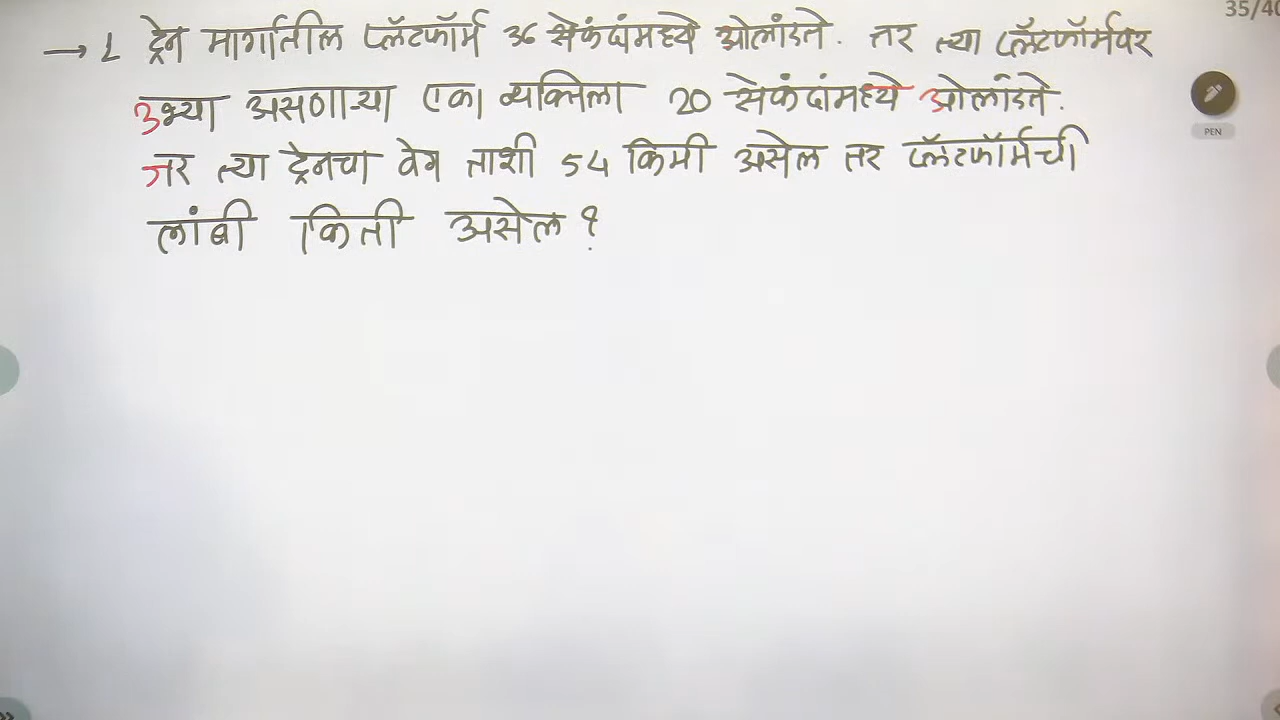 35/40
→ 1 ट्रेन मार्गातील प्लॅटफॉर्म 36 सेकंदांमध्ये ओलांडते. तर त्या प्लॅटफॉर्मवर
उभ्या असणाऱ्या एका व्यक्तिला 20 सेकंदांमध्ये ओलांडते.
जर त्या ट्रेनचा वेग ताशी 54 किमी असेल तर प्लॅटफॉर्मची
लांबी किती असेल?
PEN